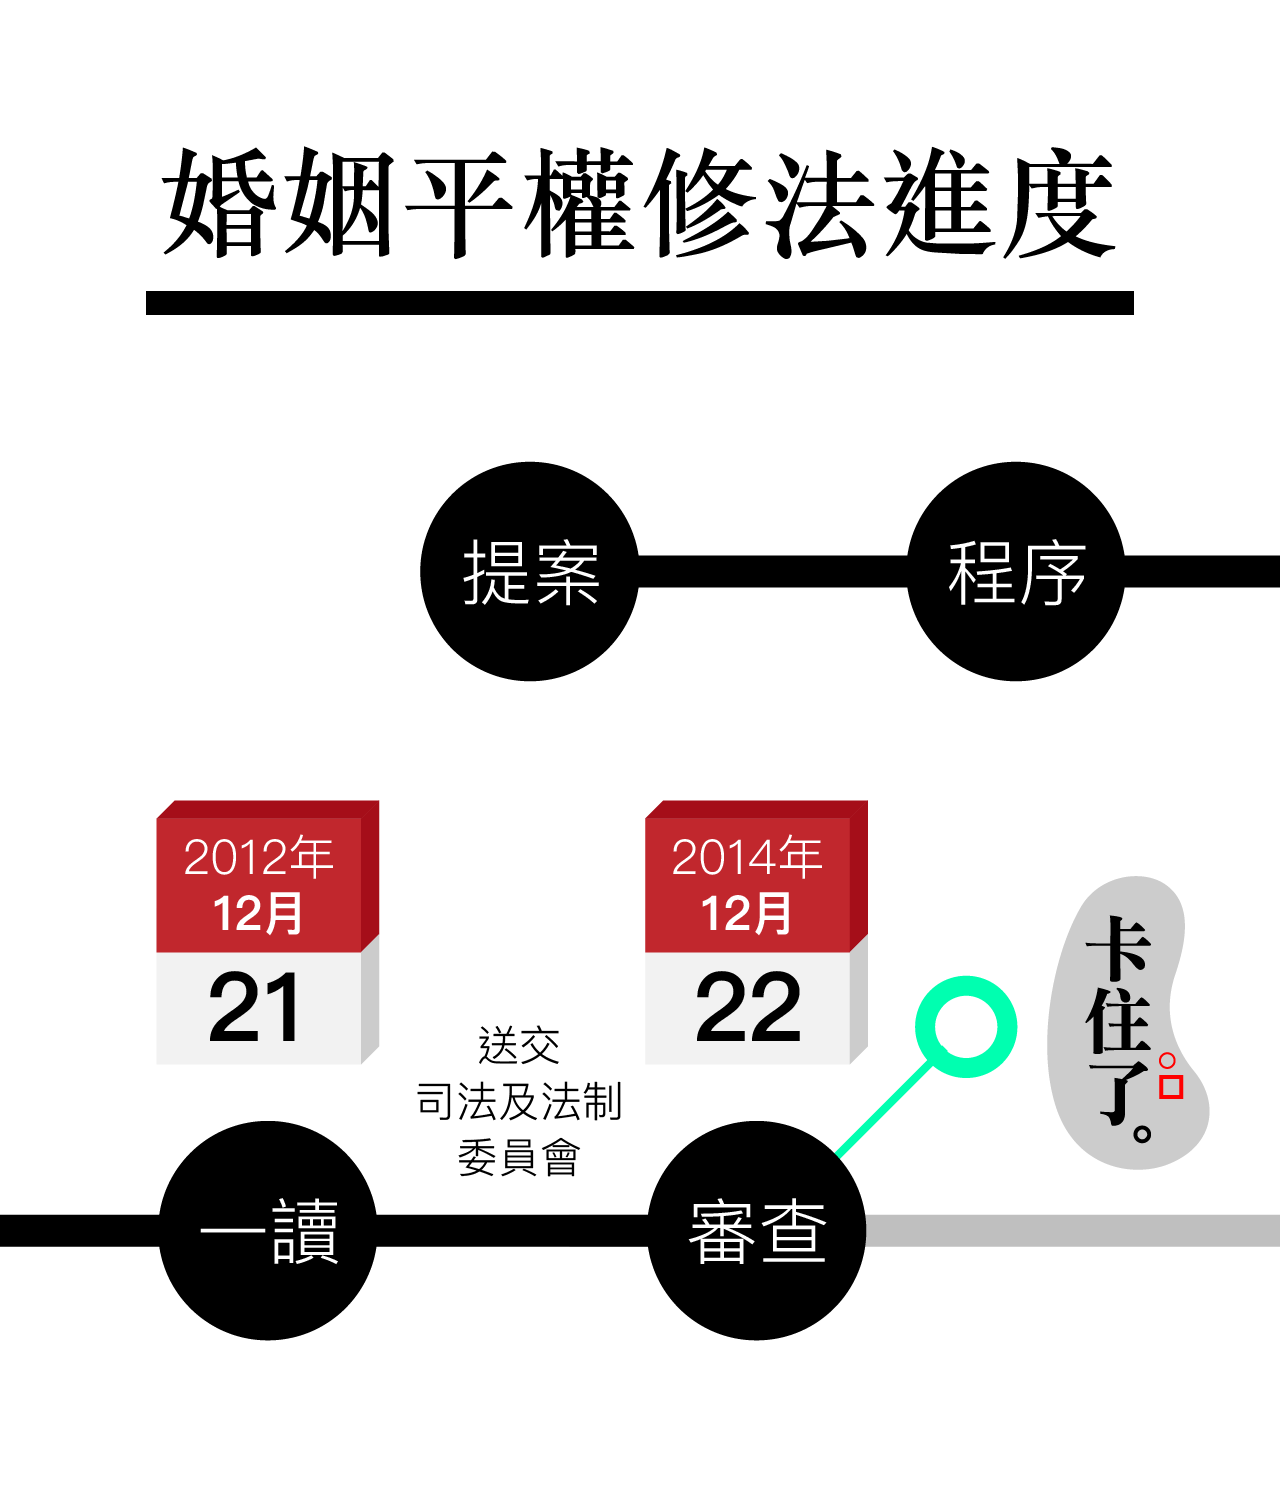 婚姻平權修法進度
提案
程序
2012年
12月
21
2014年
12月
22
送交
司法及法制
委員會
卡住了。
一讀
審查